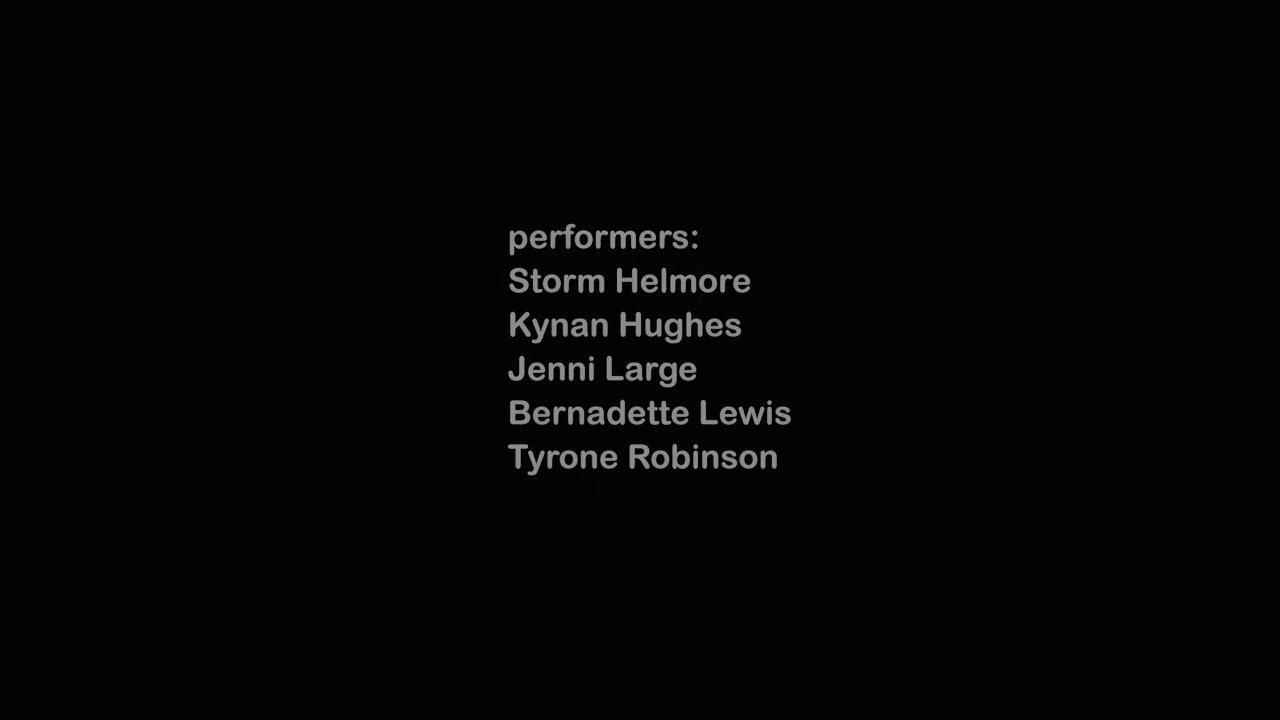 performers:
Storm Helmore
Kynan Hughes
Jenni Large
Bernadette Lewis
Tyrone Robinson